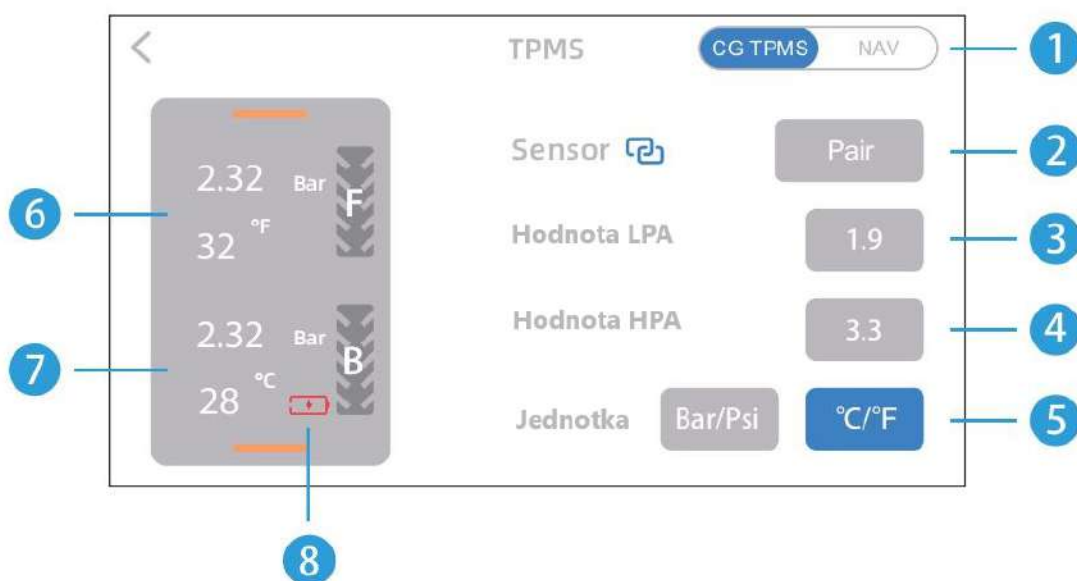 TPMS CG TPMS NAV 1
Sensor Pair 2
2.32 Bar F
6
32 °F
Hodnota LPA 1.9 3
Hodnota HPA 3.3 4
2.32 Bar B
7
28 °C
Jednotka Bar/Psi °C/°F 5
8